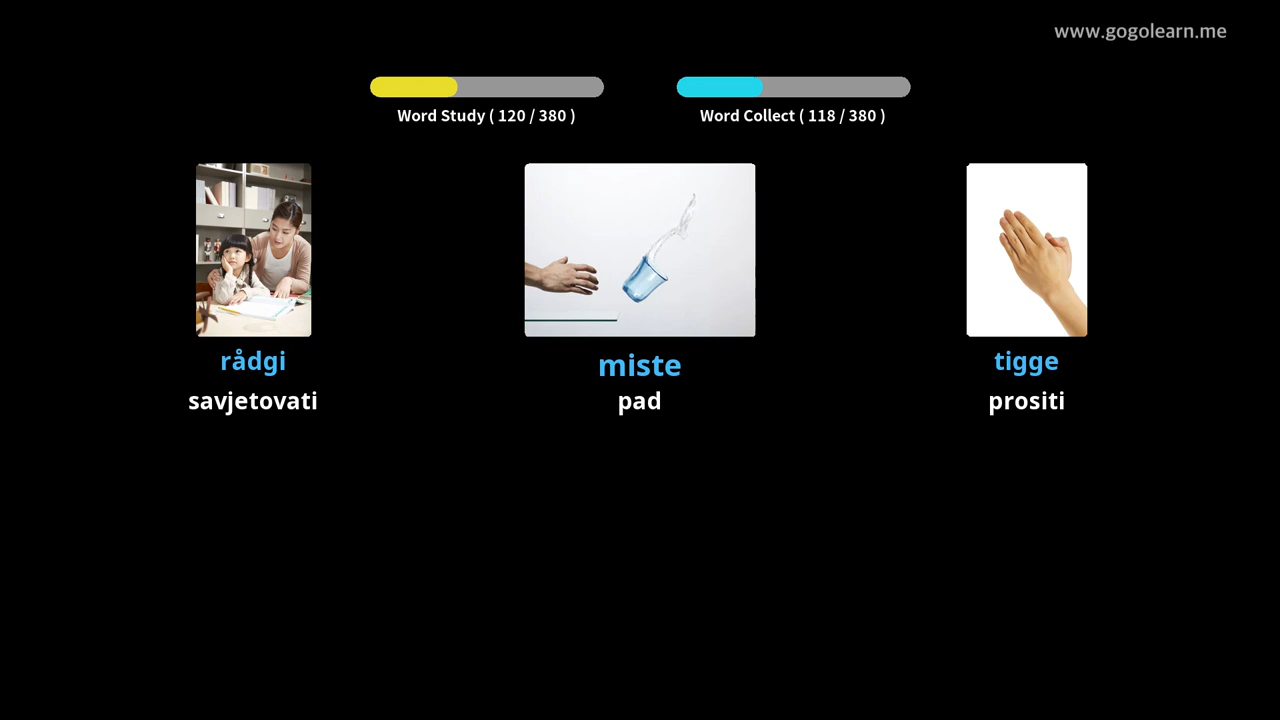 www.gogolearn.me
Word Study ( 120 / 380 )
Word Collect ( 118 / 380 )
rådgi
savjetovati
miste
pad
tigge
prositi